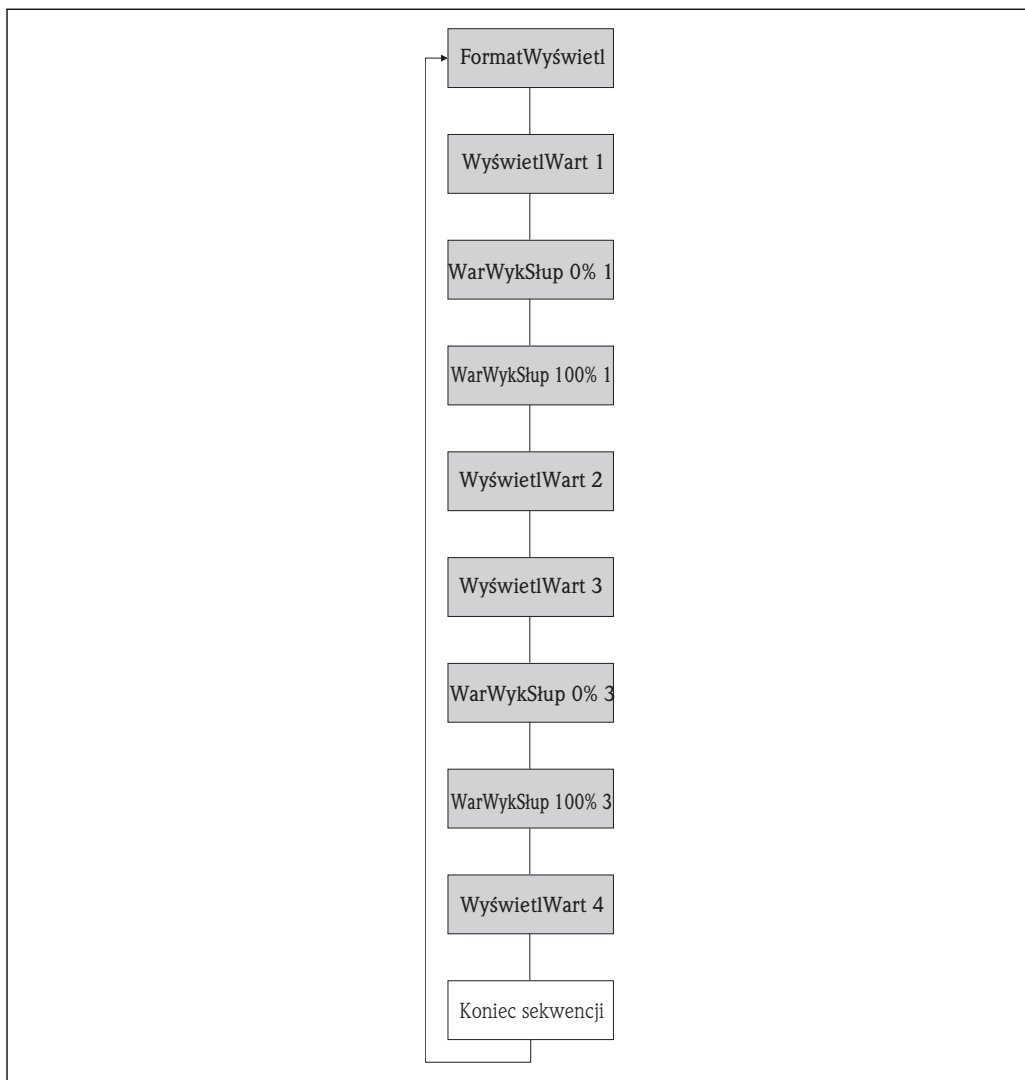 FormatWyświetl
WyświetlWart 1
WarWykSłup 0% 1
WarWykSłup 100% 1
WyświetlWart 2
WyświetlWart 3
WarWykSłup 0% 3
WarWykSłup 100% 3
WyświetlWart 4
Koniec sekwencji